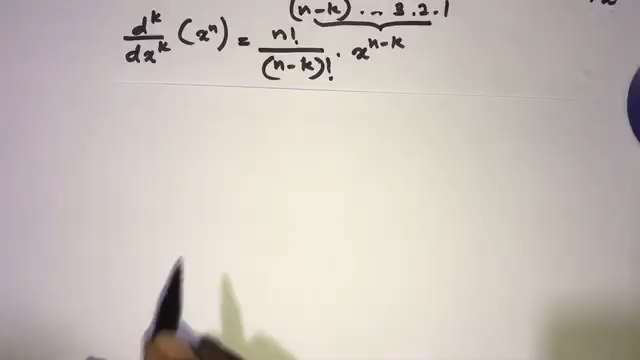 (n-k) ... 3.2.1
d^k/dx^k (x^n) = n!/(n-k)! . x^{n-k}